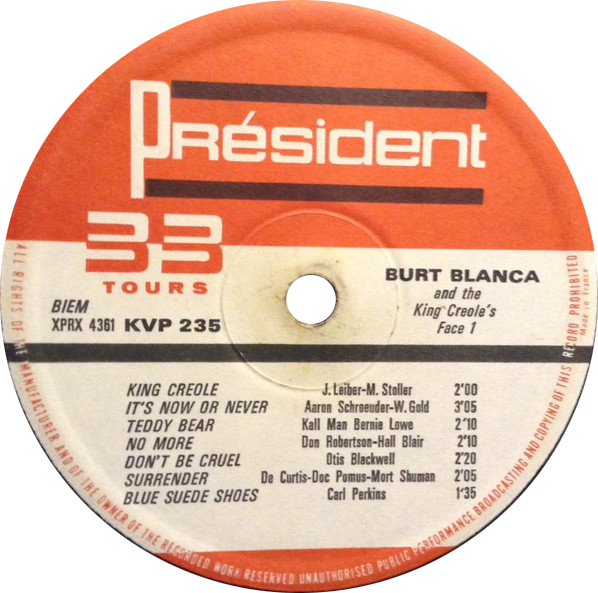 Président
33
TOURS
BURT BLANCA
and the
King Creole's
Face 1
BIEM
XPRX 4361 KVP 235
KING CREOLE J. Leiber-M. Stoller 2'00
IT'S NOW OR NEVER Aaron Schroeuder-W. Gold 3'05
TEDDY BEAR Kall Man Bernie Lowe 2'10
NO MORE Don Robertson-Hall Blair 2'10
DON'T BE CRUEL Otis Blackwell 2'20
SURRENDER De Curtis-Doc Pomus-Mort Shuman 2'05
BLUE SUEDE SHOES Carl Perkins 1'35
ALL RIGHTS OF THE MANUFACTURER AND OF THE OWNER OF THE RECORDED WORK RESERVED UNAUTHORISED PUBLIC PERFORMANCE BROADCASTING AND COPYING OF THIS RECORD PROHIBITED
Made in France